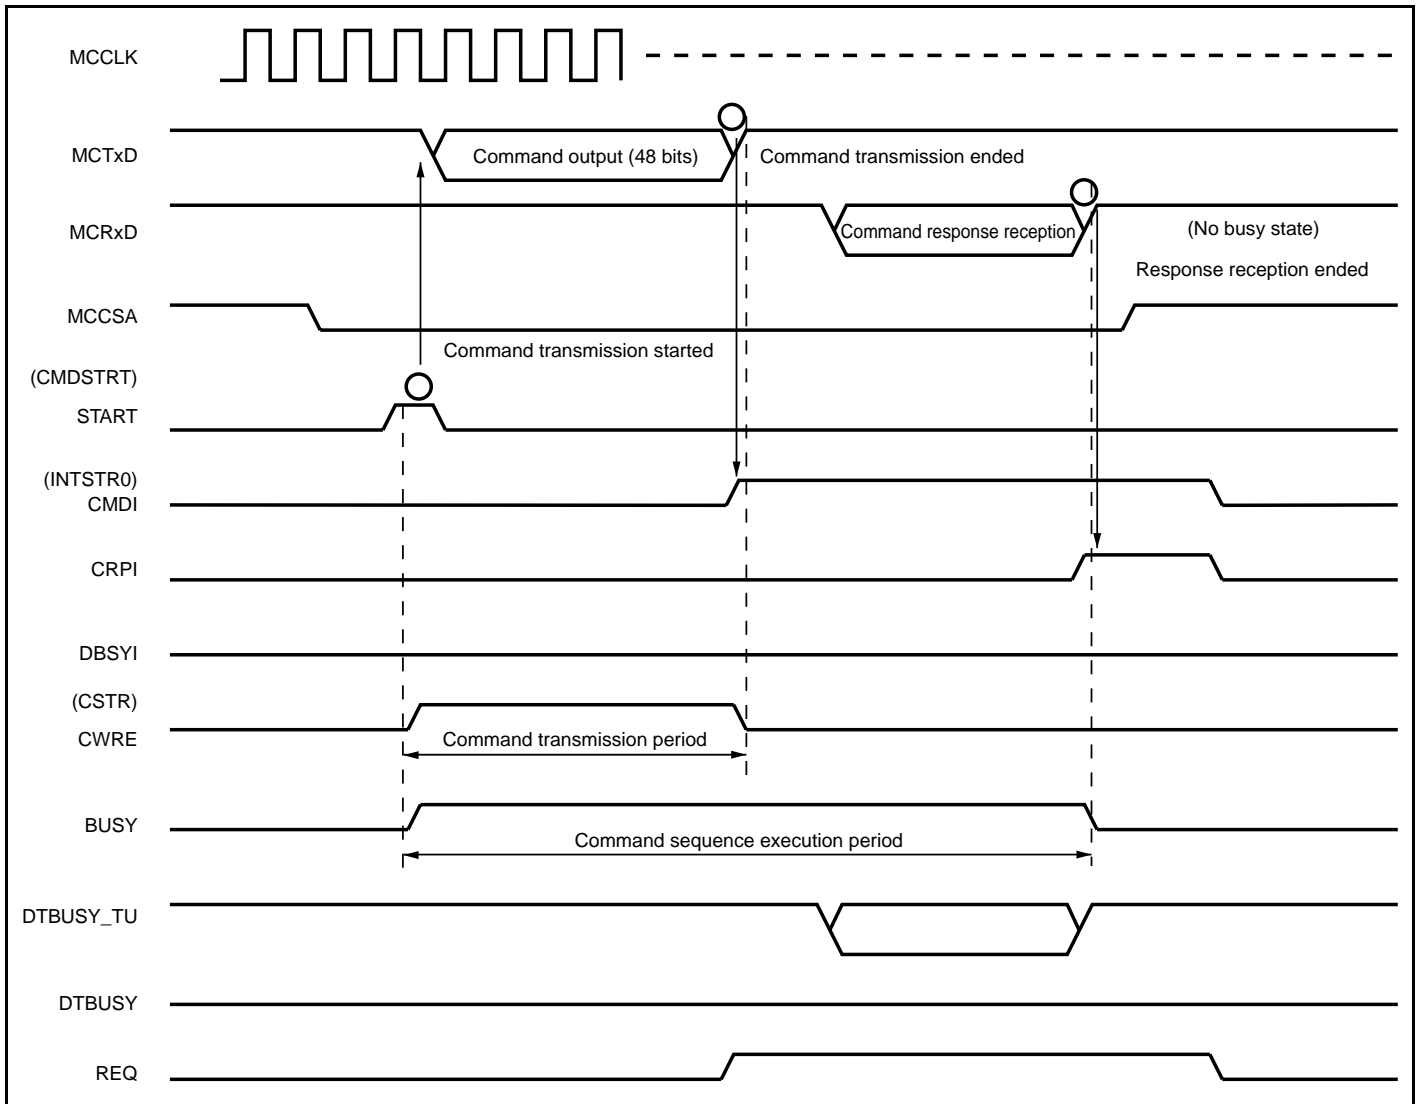 MCCLK
MCTxD
Command output (48 bits)
Command transmission ended
MCRxD
Command response reception
(No busy state)
Response reception ended
MCCSA
Command transmission started
(CMDSTRT)
START
(INTSTR0)
CMDI
CRPI
DBSYI
(CSTR)
CWRE
Command transmission period
BUSY
Command sequence execution period
DTBUSY_TU
DTBUSY
REQ